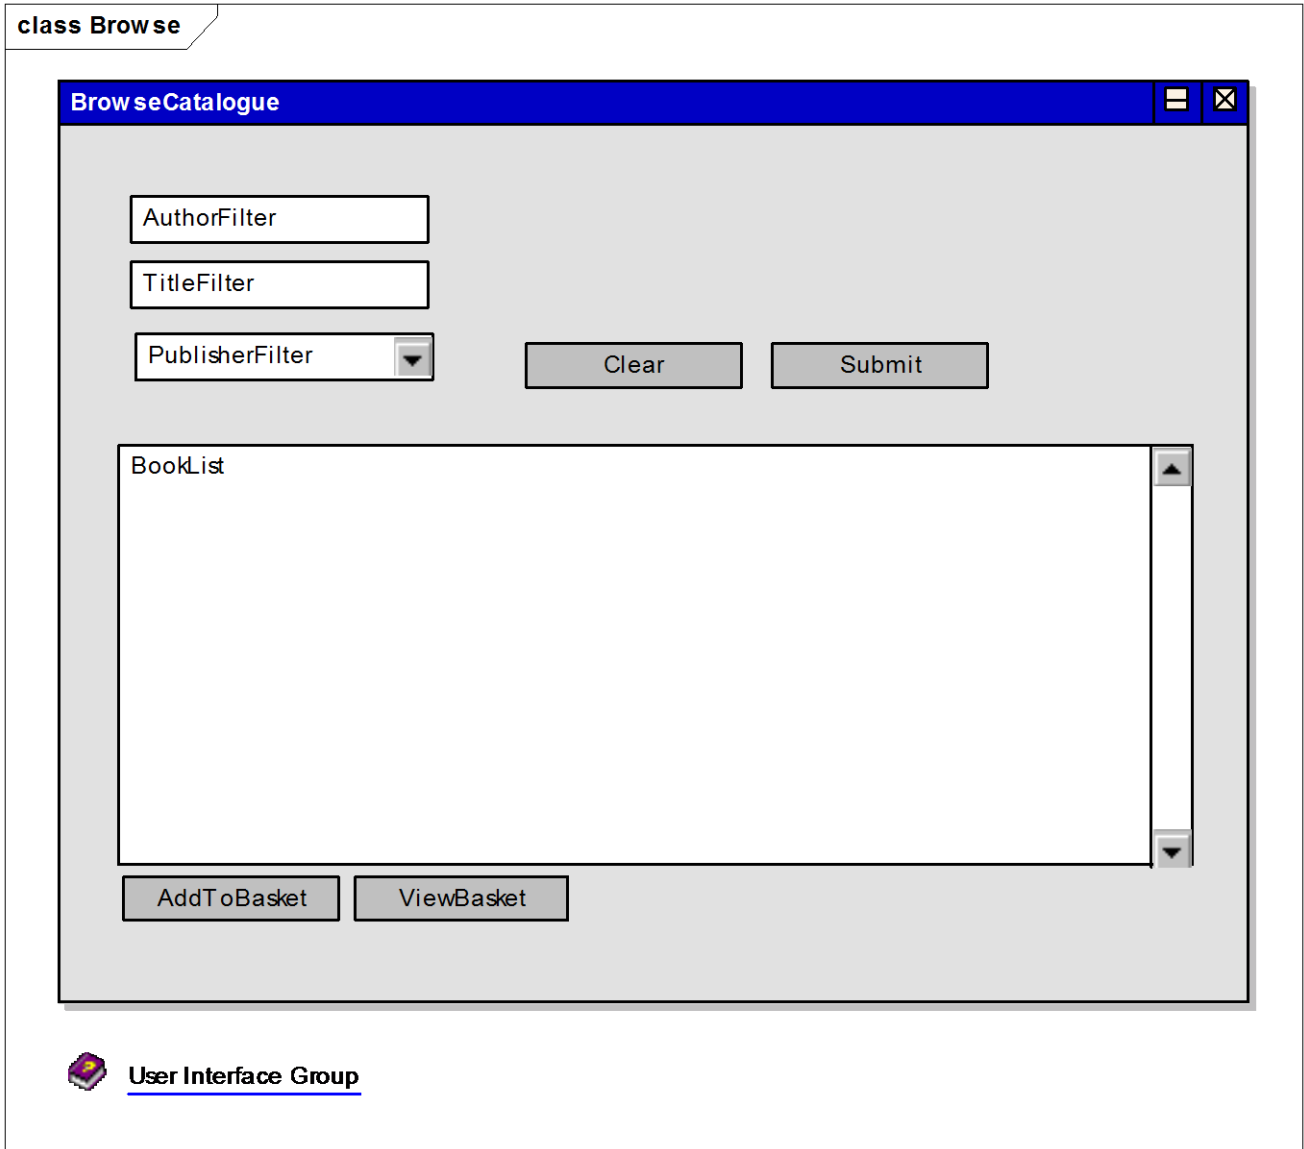 class Browse
BrowseCatalogue
AuthorFilter
TitleFilter
PublisherFilter
Clear
Submit
BookList
AddToBasket
ViewBasket
User Interface Group